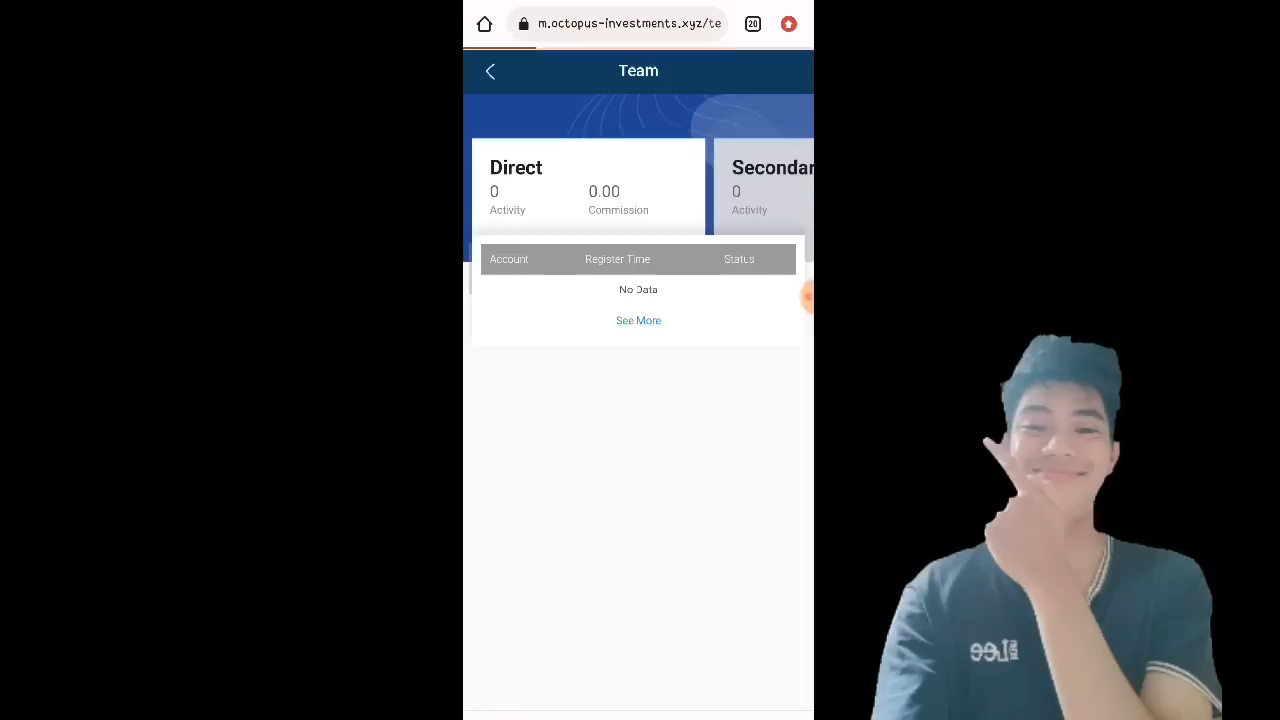 m.octopus-investments.xyz/te
20
Team
Direct
0
0.00
Activity
Commission
Secondar
0
Activity
Account
Register Time
Status
No Data
See More
Lee